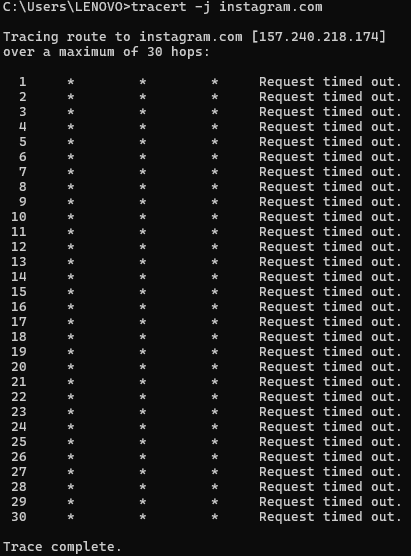 C:\Users\LENOVO>tracert -j instagram.com
Tracing route to instagram.com [157.240.218.174]
over a maximum of 30 hops:
1 * * * Request timed out.
2 * * * Request timed out.
3 * * * Request timed out.
4 * * * Request timed out.
5 * * * Request timed out.
6 * * * Request timed out.
7 * * * Request timed out.
8 * * * Request timed out.
9 * * * Request timed out.
10 * * * Request timed out.
11 * * * Request timed out.
12 * * * Request timed out.
13 * * * Request timed out.
14 * * * Request timed out.
15 * * * Request timed out.
16 * * * Request timed out.
17 * * * Request timed out.
18 * * * Request timed out.
19 * * * Request timed out.
20 * * * Request timed out.
21 * * * Request timed out.
22 * * * Request timed out.
23 * * * Request timed out.
24 * * * Request timed out.
25 * * * Request timed out.
26 * * * Request timed out.
27 * * * Request timed out.
28 * * * Request timed out.
29 * * * Request timed out.
30 * * * Request timed out.
Trace complete.